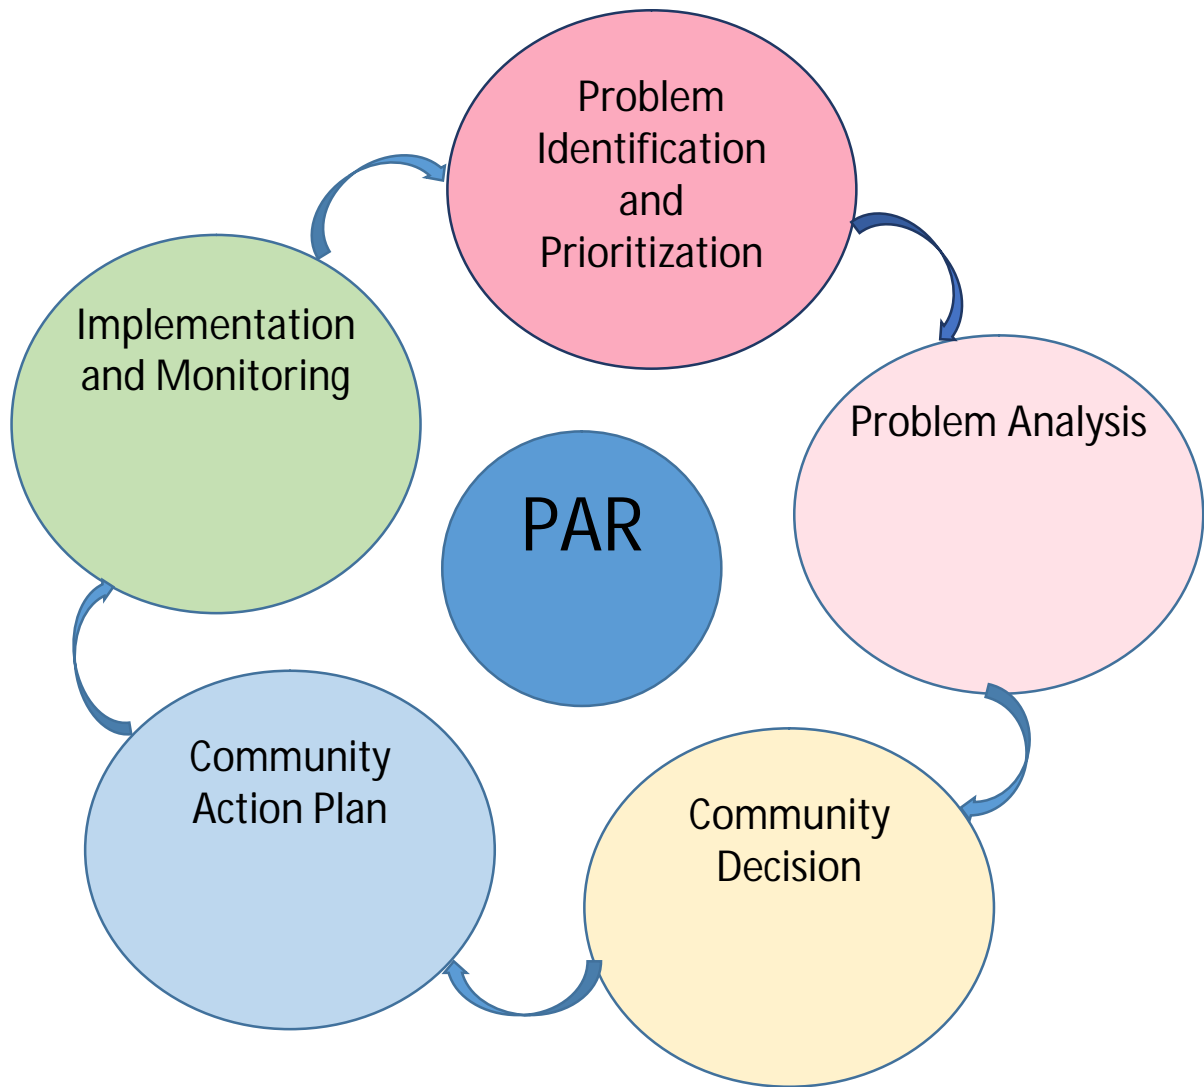 Problem
Identification
and
Prioritization
Problem Analysis
Community
Decision
Community
Action Plan
Implementation
and Monitoring
PAR